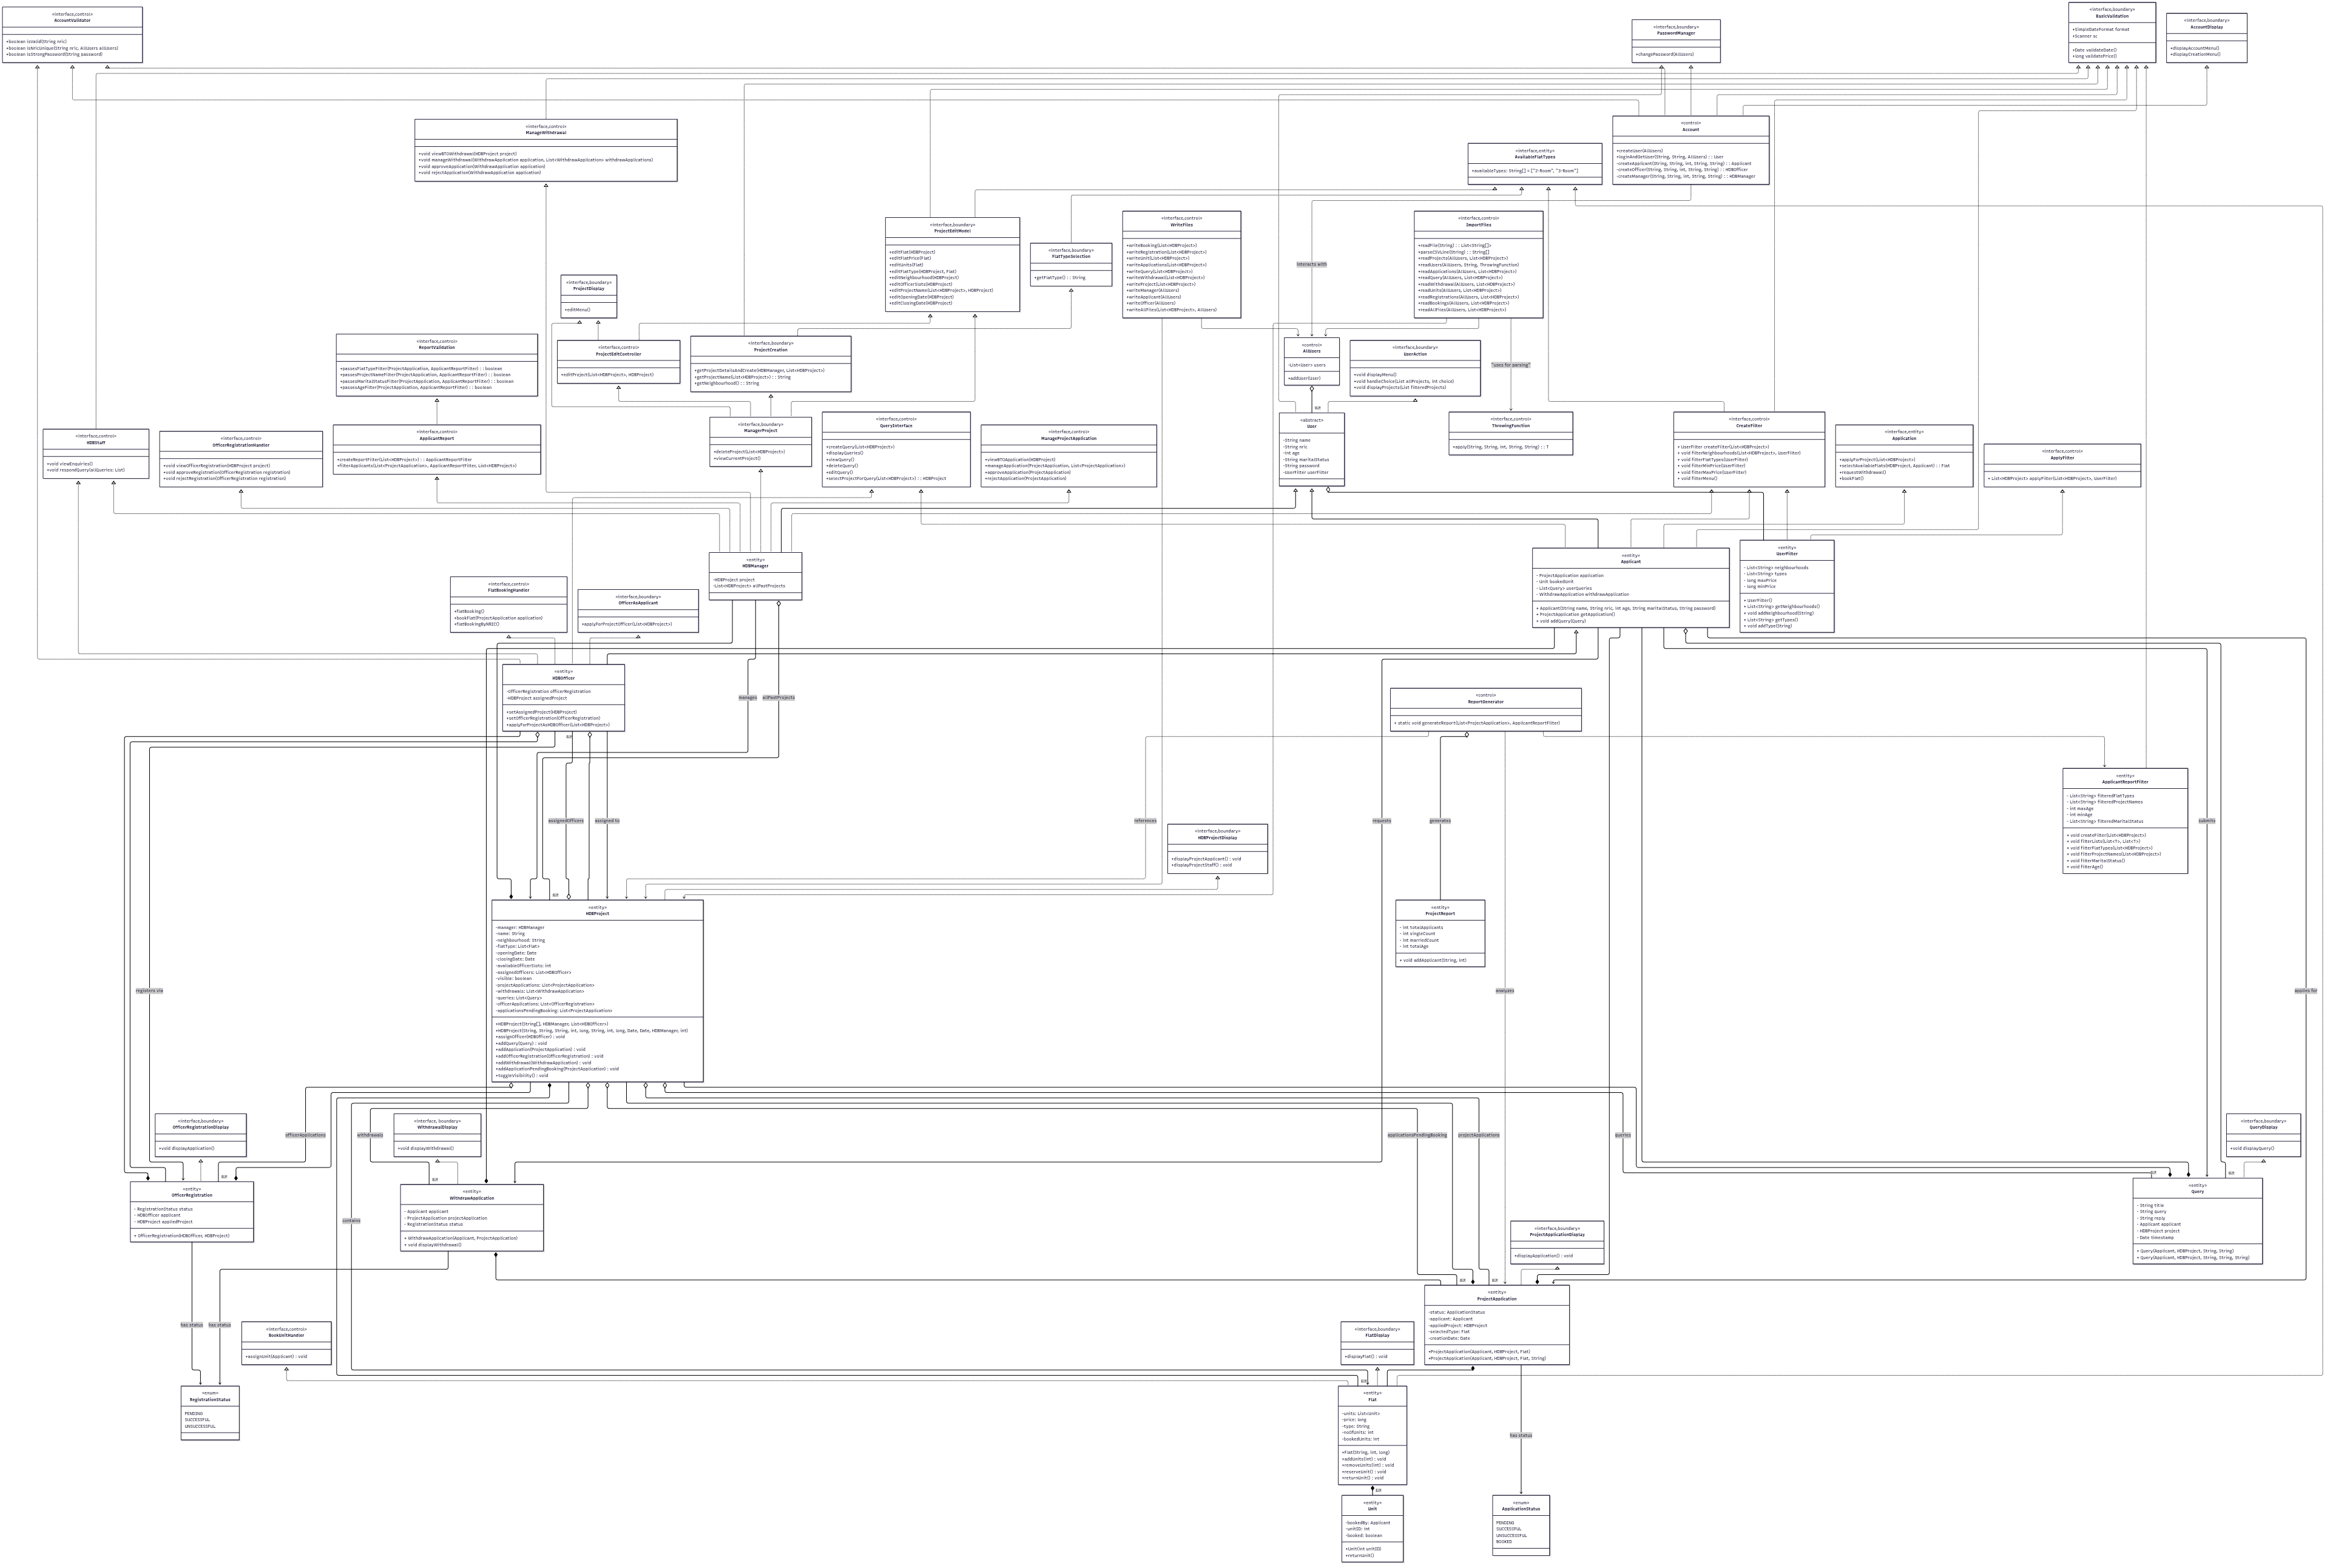 «interface,control»
AccountValidator
+boolean isValid(String nric)
+boolean isNricUnique(String nric, AllUsers allUsers)
+boolean isStrongPassword(String password)
«interface,boundary»
PasswordManager
+changePassword(AllUsers)
«interface,boundary»
BasicValidation
+SimpleDateFormat format
+Scanner sc
+Date validateDate()
+long validatePrice()
«interface,boundary»
AccountDisplay
+displayAccountMenu()
+displayCreationMenu()
«interface,control»
ManageWithdrawal
+void viewBTOWithdrawal(HDBProject project)
+void manageWithdrawal(WithdrawApplication application, List<WithdrawApplication> withdrawApplications)
+void approveApplication(WithdrawApplication application)
+void rejectApplication(WithdrawApplication application)
«control»
Account
+createUser(AllUsers)
+loginAndGetUser(String, String, AllUsers) : : User
-createApplicant(String, String, int, String, String) : : Applicant
-createOfficer(String, String, int, String, String) : : HDBOfficer
-createManager(String, String, int, String, String) : : HDBManager
«interface,entity»
AvailableFlatTypes
+availableTypes: String[] = ["2-Room", "3-Room"]
«interface,boundary»
ProjectEditModel
+editFlat(HDBProject)
+editFlatPrice(Flat)
+editUnits(Flat)
+editFlatType(HDBProject, Flat)
+editNeighbourhood(HDBProject)
+editOfficerSlots(HDBProject)
+editProjectName(List<HDBProject>, HDBProject)
+editOpeningDate(HDBProject)
+editClosingDate(HDBProject)
«interface,boundary»
FlatTypeSelection
+getFlatType() : : String
«interface,control»
WriteFiles
+writeBooking(List<HDBProject>)
+writeRegistration(List<HDBProject>)
+writeUnit(List<HDBProject>)
+writeApplications(List<HDBProject>)
+writeQuery(List<HDBProject>)
+writeWithdrawal(List<HDBProject>)
+writeProject(List<HDBProject>)
+writeManager(AllUsers)
+writeApplicant(AllUsers)
+writeOfficer(AllUsers)
+writeAllFiles(List<HDBProject>, AllUsers)
«interface,control»
ImportFiles
+readFile(String) : : List<String[]>
+parseCSVLine(String) : : String[]
+readProjects(AllUsers, List<HDBProject>)
+readUsers(AllUsers, String, ThrowingFunction)
+readApplications(AllUsers, List<HDBProject>)
+readQuery(AllUsers, List<HDBProject>)
+readWithdrawal(AllUsers, List<HDBProject>)
+readUnits(AllUsers, List<HDBProject>)
+readRegistrations(AllUsers, List<HDBProject>)
+readBookings(AllUsers, List<HDBProject>)
+readAllFiles(AllUsers, List<HDBProject>)
interacts with
«interface,boundary»
ProjectDisplay
+editMenu()
«interface,control»
ReportValidation
+passesFlatTypeFilter(ProjectApplication, ApplicantReportFilter) : : boolean
+passesProjectNameFilter(ProjectApplication, ApplicantReportFilter) : : boolean
+passesMaritalStatusFilter(ProjectApplication, ApplicantReportFilter) : : boolean
+passesAgeFilter(ProjectApplication, ApplicantReportFilter) : : boolean
«interface,control»
ProjectEditController
+editProject(List<HDBProject>, HDBProject)
«interface,boundary»
ProjectCreation
+getProjectDetailsAndCreate(HDBManager, List<HDBProject>)
+getProjectName(List<HDBProject>) : : String
+getNeighbourhood() : : String
«control»
AllUsers
-List<User> users
+addUser(User)
«interface,boundary»
UserAction
+void displayMenu()
+void handleChoice(List allProjects, int choice)
+void displayProjects(List filteredProjects)
"uses for parsing"
«interface,control»
HDBStaff
+void viewEnquiries()
+void respondQuery(allQueries: List)
«interface,control»
OfficerRegistrationHandler
+void viewOfficerRegistration(HDBProject project)
+void approveRegistration(OfficerRegistration registration)
+void rejectRegistration(OfficerRegistration registration)
«interface,control»
ApplicantReport
+createReportFilter(List<HDBProject>) : : ApplicantReportFilter
+filterApplicants(List<ProjectApplication>, ApplicantReportFilter, List<HDBProject>)
«interface,boundary»
ManagerProject
+deleteProject(List<HDBProject>)
+viewCurrentProject()
«interface,control»
QueryInterface
+createQuery(List<HDBProject>)
+displayQueries()
+viewQuery()
+deleteQuery()
+editQuery()
+selectProjectForQuery(List<HDBProject>) : : HDBProject
«interface,control»
ManageProjectApplication
+viewBTOApplication(HDBProject)
+manageApplication(ProjectApplication, List<ProjectApplication>)
+approveApplication(ProjectApplication)
+rejectApplication(ProjectApplication)
«abstract»
User
-String name
-String nric
-int age
-String maritalStatus
-String password
-UserFilter userFilter
«interface,control»
ThrowingFunction
+apply(String, String, int, String, String) : : T
«interface,control»
CreateFilter
+ UserFilter createFilter(List<HDBProject>)
+ void filterNeighbourhoods(List<HDBProject>, UserFilter)
+ void filterFlatTypes(UserFilter)
+ void filterMinPrice(UserFilter)
+ void filterMaxPrice(UserFilter)
+ void filterMenu()
«interface,entity»
Application
+applyForProject(List<HDBProject>)
+selectAvailableFlats(HDBProject, Applicant) : : Flat
+requestWithdrawal()
+bookFlat()
«interface,control»
ApplyFilter
+ List<HDBProject> applyFilter(List<HDBProject>, UserFilter)
«entity»
HDBManager
-HDBProject project
-List<HDBProject> allPastProjects
«entity»
Applicant
- ProjectApplication application
- Unit bookedUnit
- List<Query> userQueries
- WithdrawApplication withdrawApplication
+ Applicant(String name, String nric, int age, String maritalStatus, String password)
+ ProjectApplication getApplication()
+ void addQuery(Query)
«entity»
UserFilter
- List<String> neighbourhoods
- List<String> types
- long maxPrice
- long minPrice
+ UserFilter()
+ List<String> getNeighbourhoods()
+ void addNeighbourhood(String)
+ List<String> getTypes()
+ void addType(String)
«interface,control»
FlatBookingHandler
+flatBooking()
+bookFlat(ProjectApplication application)
+flatBookingByNRIC()
«interface,boundary»
OfficerAsApplicant
+applyForProjectOfficer(List<HDBProject>)
«entity»
HDBOfficer
-OfficerRegistration officerRegistration
-HDBProject assignedProject
+setAssignedProject(HDBProject)
+setOfficerRegistration(OfficerRegistration)
+applyForProjectAsHDBOfficer(List<HDBProject>)
manages
allPastProjects
«control»
ReportGenerator
+ static void generateReport(List<ProjectApplication>, ApplicantReportFilter)
«entity»
ApplicantReportFilter
- List<String> filteredFlatTypes
- List<String> filteredProjectNames
- int maxAge
- int minAge
- List<String> filteredMaritalStatus
+ void createFilter(List<HDBProject>)
+ void filterLists(List<T>, List<T>)
+ void filterFlatTypes(List<HDBProject>)
+ void filterProjectNames(List<HDBProject>)
+ void filterMaritalStatus()
+ void filterAge()
assignedOfficers
assigned to
references
requests
generates
submits
«interface,boundary»
HDBProjectDisplay
+displayProjectApplicant() : void
+displayProjectStaff() : void
«entity»
HDBProject
-manager: HDBManager
-name: String
-neighbourhood: String
-flatType: List<Flat>
-openingDate: Date
-closingDate: Date
-availableOfficerSlots: int
-assignedOfficers: List<HDBOfficer>
-visible: boolean
-projectApplications: List<ProjectApplication>
-withdrawals: List<WithdrawApplication>
-queries: List<Query>
-officerApplications: List<OfficerRegistration>
-applicationsPendingBooking: List<ProjectApplication>
+HDBProject(String[], HDBManager, List<HDBOfficer>)
+HDBProject(String, String, String, int, long, String, int, long, Date, Date, HDBManager, int)
+assignOfficer(HDBOfficer) : void
+addQuery(Query) : void
+addApplication(ProjectApplication) : void
+addOfficerRegistration(OfficerRegistration) : void
+addWithdrawal(WithdrawApplication) : void
+addApplicationPendingBooking(ProjectApplication) : void
+toggleVisibility() : void
«entity»
ProjectReport
- int totalApplicants
- int singleCount
- int marriedCount
- int totalAge
+ void addApplicant(String, int)
registers via
analyzes
applies for
«interface,boundary»
OfficerRegistrationDisplay
+void displayApplication()
officerApplications
withdrawals
«interface, boundary»
WithdrawalDisplay
+void displayWithdrawal()
applicationsPendingBooking
projectApplications
queries
«interface,boundary»
QueryDisplay
+void displayQuery()
«entity»
OfficerRegistration
- RegistrationStatus status
- HDBOfficer applicant
- HDBProject appliedProject
+ OfficerRegistration(HDBOfficer, HDBProject)
«entity»
WithdrawApplication
- Applicant applicant
- ProjectApplication projectApplication
- RegistrationStatus status
+ WithdrawApplication(Applicant, ProjectApplication)
+ void displayWithdrawal()
contains
«entity»
Query
- String title
- String query
- String reply
- Applicant applicant
- HDBProject project
- Date timestamp
+ Query(Applicant, HDBProject, String, String)
+ Query(Applicant, HDBProject, String, String, String)
«interface,boundary»
ProjectApplicationDisplay
+displayApplication() : void
«entity»
ProjectApplication
-status: ApplicationStatus
-applicant: Applicant
-appliedProject: HDBProject
-selectedType: Flat
-creationDate: Date
+ProjectApplication(Applicant, HDBProject, Flat)
+ProjectApplication(Applicant, HDBProject, Flat, String)
has status
has status
«interface,control»
BookUnitHandler
+assignUnit(Applicant) : void
«interface,boundary»
FlatDisplay
+displayFlat() : void
«enum»
RegistrationStatus
PENDING
SUCCESSFUL
UNSUCCESSFUL
«entity»
Flat
-units: List<Unit>
-price: long
-type: String
-noOfUnits: int
-bookedUnits: int
+Flat(String, int, long)
+addUnits(int) : void
+removeUnits(int) : void
+reserveUnit() : void
+returnUnit() : void
has status
«entity»
Unit
-bookedBy: Applicant
-unitID: int
-booked: boolean
+Unit(int unitID)
+returnUnit()
«enum»
ApplicationStatus
PENDING
SUCCESSFUL
UNSUCCESSFUL
BOOKED